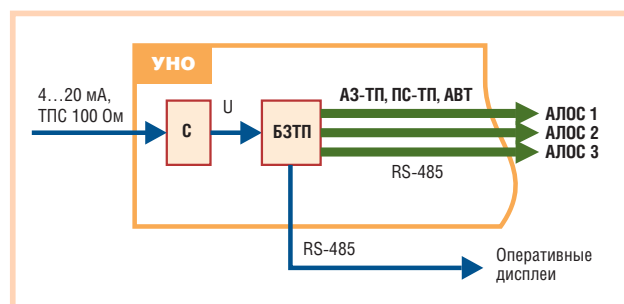 УНО
4…20 мА,
ТПС 100 Ом
С
U
БЗТП
АЗ-ТП, ПС-ТП, АВТ
АЛОС 1
АЛОС 2
АЛОС 3
RS-485
RS-485
Оперативные
дисплеи